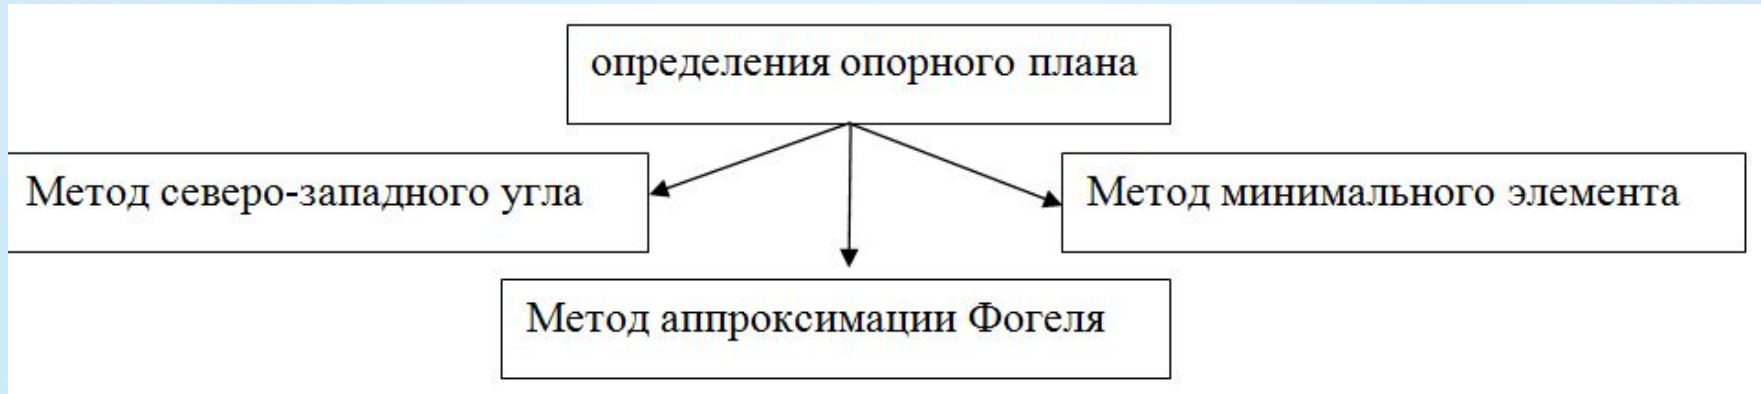 определения опорного плана
Метод северо-западного угла
Метод минимального элемента
Метод аппроксимации Фогеля